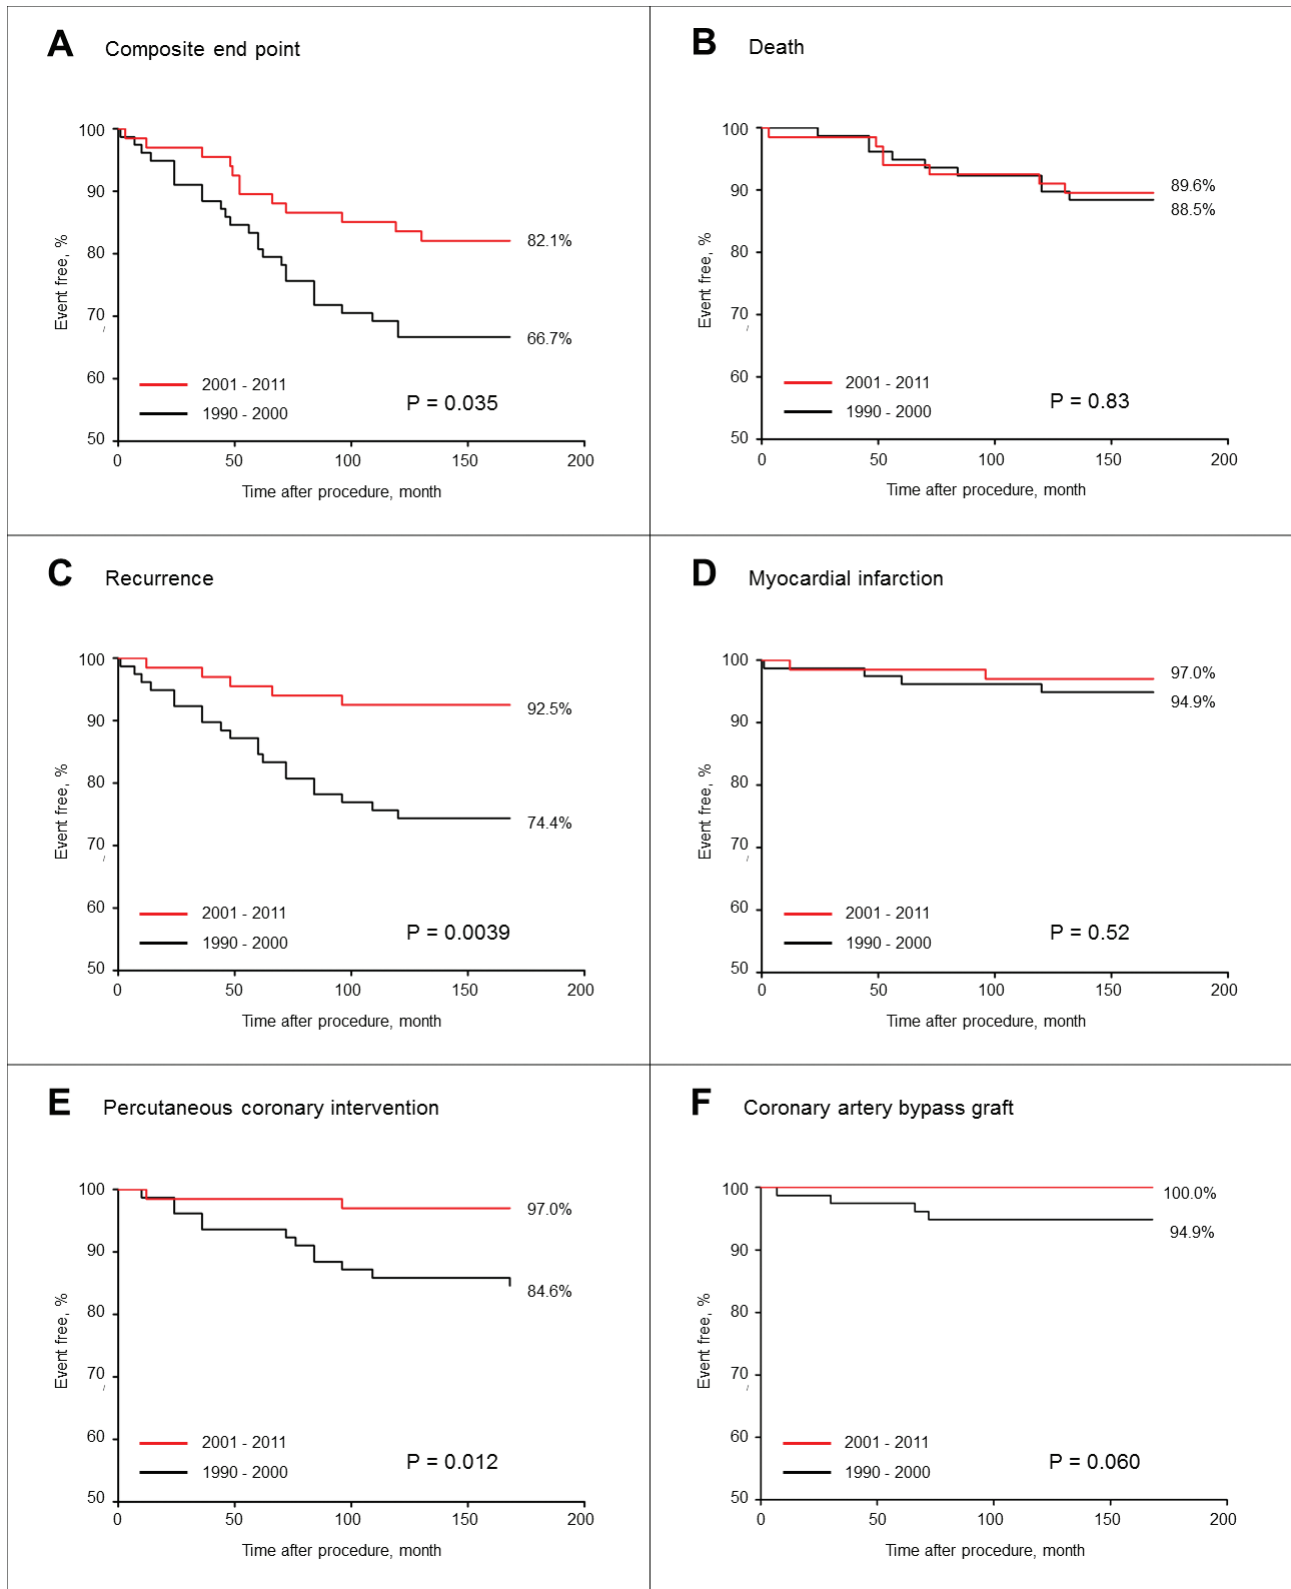 A Composite end point
100
90
80
70
60
50
Event free, %
82.1%
66.7%
2001 - 2011
1990 - 2000
P = 0.035
0 50 100 150 200
Time after procedure, month
B Death
100
90
80
70
60
50
Event free, %
89.6%
88.5%
2001 - 2011
1990 - 2000
P = 0.83
0 50 100 150 200
Time after procedure, month
C Recurrence
100
90
80
70
60
50
Event free, %
92.5%
74.4%
2001 - 2011
1990 - 2000
P = 0.0039
0 50 100 150 200
Time after procedure, month
D Myocardial infarction
100
90
80
70
60
50
Event free, %
97.0%
94.9%
2001 - 2011
1990 - 2000
P = 0.52
0 50 100 150 200
Time after procedure, month
E Percutaneous coronary intervention
100
90
80
70
60
50
Event free, %
97.0%
84.6%
2001 - 2011
1990 - 2000
P = 0.012
0 50 100 150 200
Time after procedure, month
F Coronary artery bypass graft
100
90
80
70
60
50
Event free, %
100.0%
94.9%
2001 - 2011
1990 - 2000
P = 0.060
0 50 100 150 200
Time after procedure, month